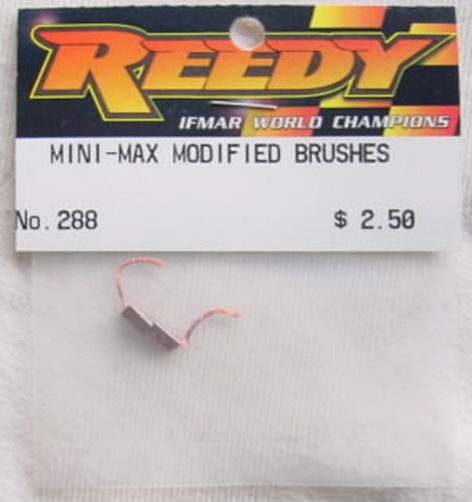 REEDY
IFMAR WORLD CHAMPIONS
MINI-MAX MODIFIED BRUSHES
No.288 $ 2.50